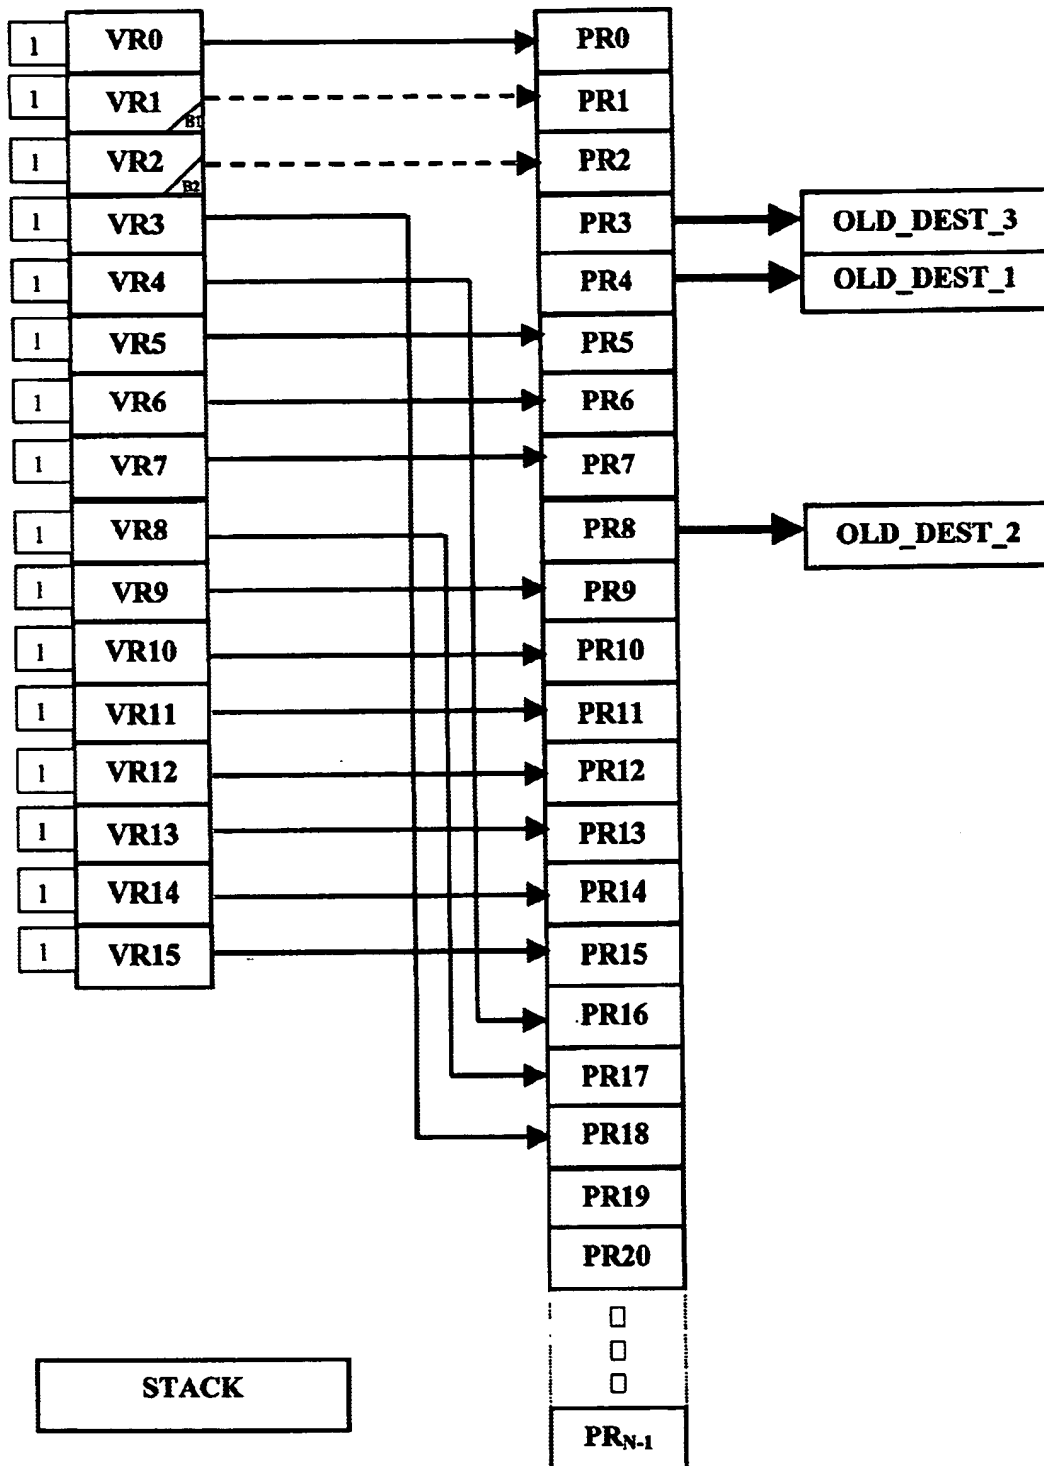 1 VR0 PR0
1 VR1 B1 PR1
1 VR2 B2 PR2
1 VR3 PR3 OLD_DEST_3
1 VR4 PR4 OLD_DEST_1
1 VR5 PR5
1 VR6 PR6
1 VR7 PR7
1 VR8 PR8 OLD_DEST_2
1 VR9 PR9
1 VR10 PR10
1 VR11 PR11
1 VR12 PR12
1 VR13 PR13
1 VR14 PR14
1 VR15 PR15
PR16
PR17
PR18
PR19
PR20
STACK
PRN-1